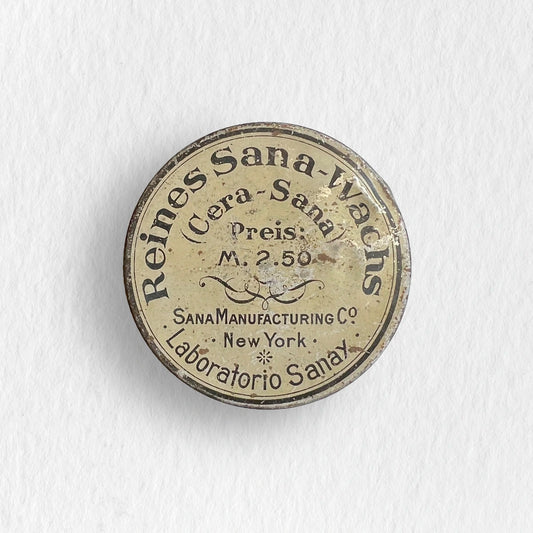 Reines Sana-Wachs
(Cera-Sana)
Preis:
M. 2.50
SANA MANUFACTURING Co
· New York ·
· Laboratorio Sanax ·